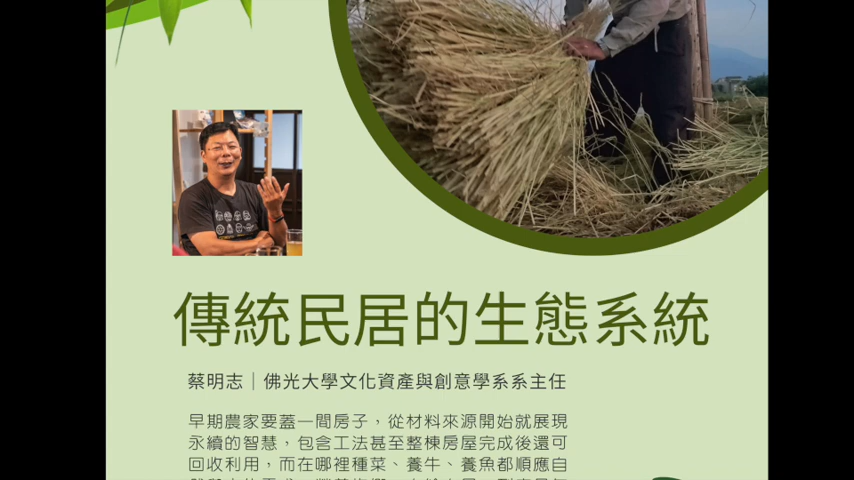 傳統民居的生態系統
蔡明志｜佛光大學文化資產與創意學系系主任
早期農家要蓋一間房子，從材料來源開始就展現
永續的智慧，包含工法甚至整棟房屋完成後還可
回收利用，而在哪裡種菜、養牛、養魚都順應自